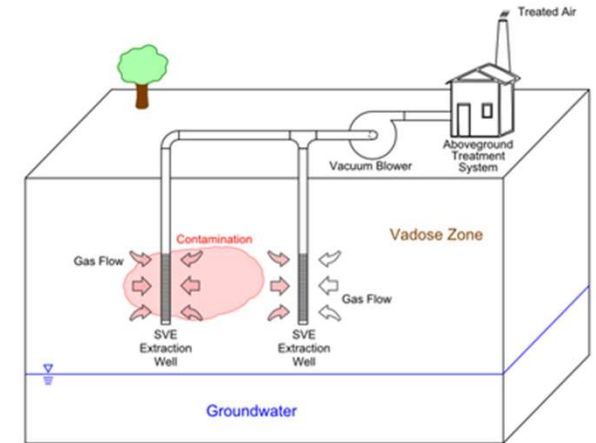 Treated Air
Aboveground
Treatment
System
Vacuum Blower
Vadose Zone
Contamination
Gas Flow
Gas Flow
SVE
Extraction
Well
SVE
Extraction
Well
Groundwater